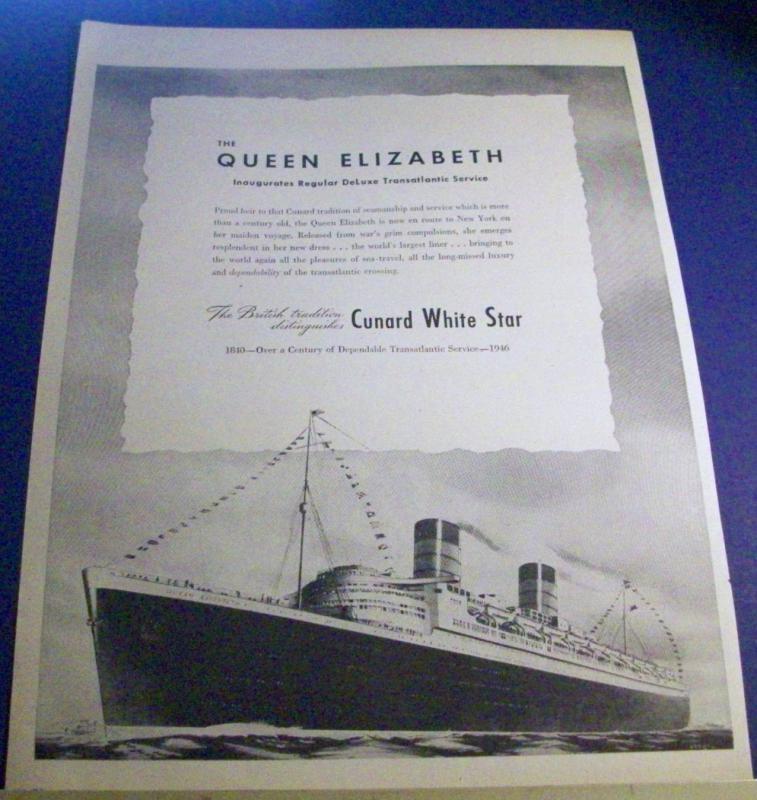 THE
QUEEN ELIZABETH
Inaugurates Regular DeLuxe Transatlantic Service
Proud heir to that Cunard tradition of seamanship and service which is more
than a century old, the Queen Elizabeth is now en route to New York on
her maiden voyage. Released from war's grim compulsions, she emerges
resplendent in her new dress . . . the world's largest liner . . . bringing to
the world again all the pleasures of sea-travel, all the long-missed luxury
and dependability of the transatlantic crossing.
The British tradition
distinguishes Cunard White Star
1840—Over a Century of Dependable Transatlantic Service—1946
QUEEN ELIZABETH